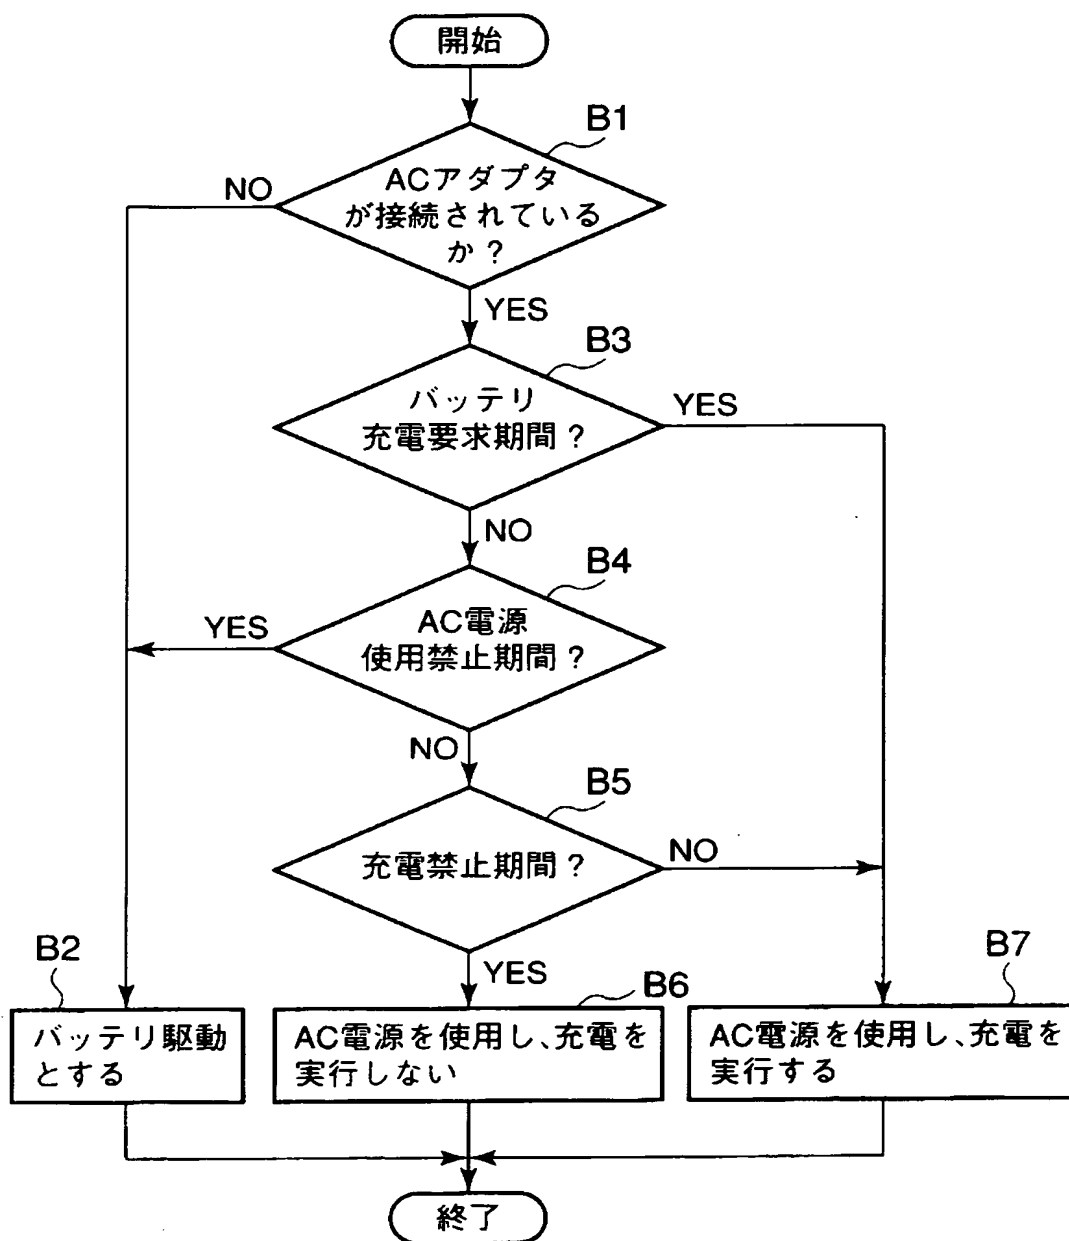 開始
B1
ACアダプタ
が接続されている
か？
NO
YES
B3
バッテリ
充電要求期間？
YES
NO
B4
AC電源
使用禁止期間？
YES
NO
B5
充電禁止期間？
NO
YES
B2
バッテリ駆動
とする
B6
AC電源を使用し、充電を
実行しない
B7
AC電源を使用し、充電を
実行する
終了